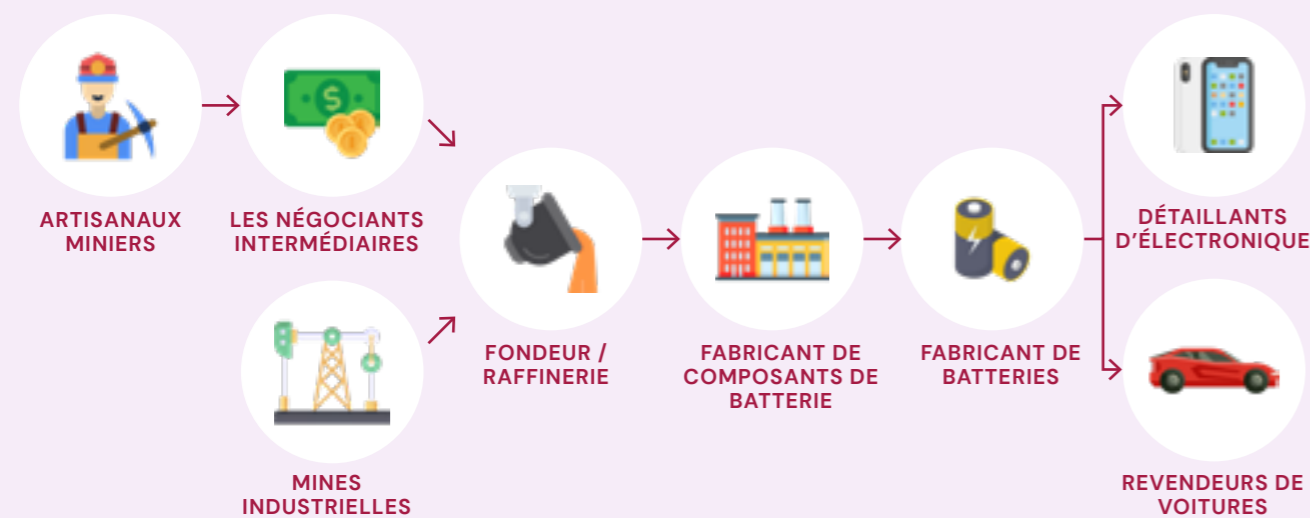 ARTISANAUX
MINIERS
LES NÉGOCIANTS
INTERMÉDIAIRES
MINES
INDUSTRIELLES
FONDEUR /
RAFFINERIE
FABRICANT DE
COMPOSANTS DE
BATTERIE
FABRICANT DE
BATTERIES
DÉTAILLANTS
D'ÉLECTRONIQUE
REVENDEURS DE
VOITURES